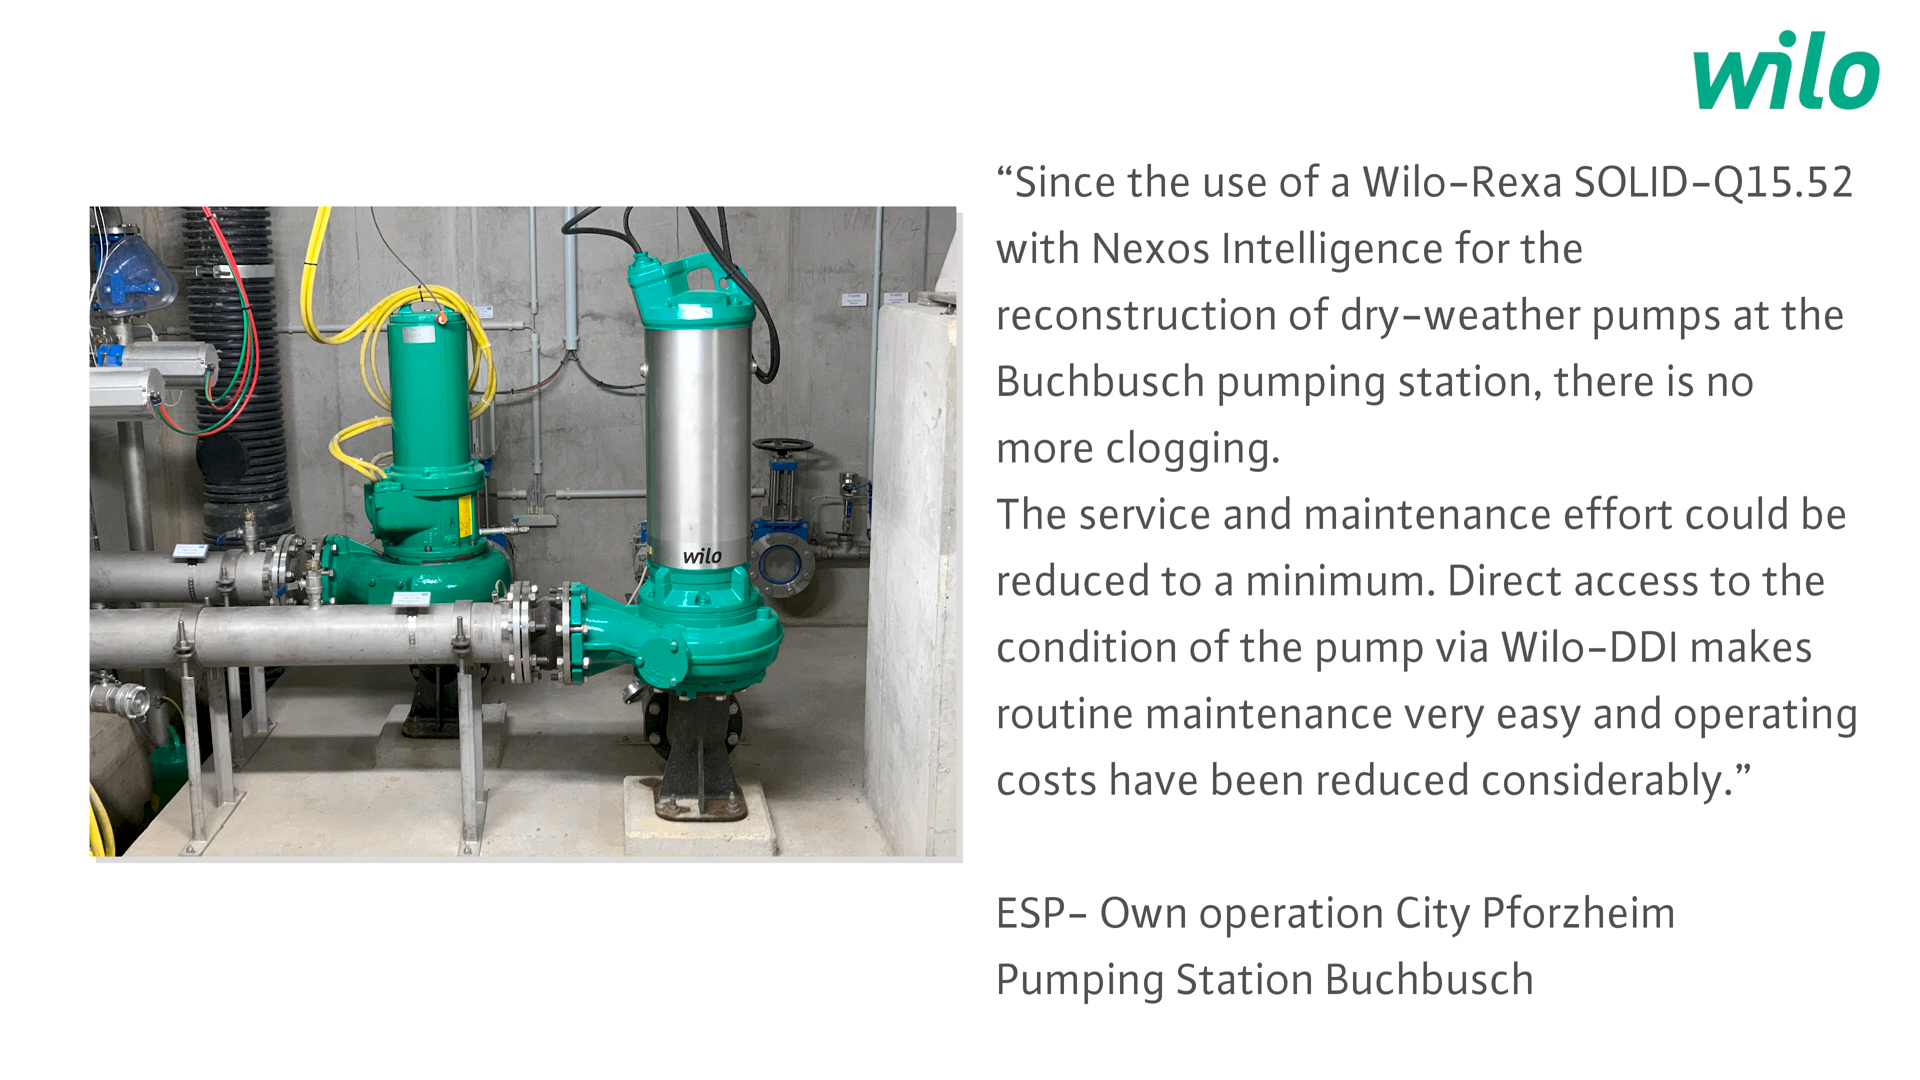 wilo
“Since the use of a Wilo-Rexa SOLID-Q15.52
with Nexos Intelligence for the
reconstruction of dry-weather pumps at the
Buchbusch pumping station, there is no
more clogging.
The service and maintenance effort could be
reduced to a minimum. Direct access to the
condition of the pump via Wilo-DDI makes
routine maintenance very easy and operating
costs have been reduced considerably.”
ESP- Own operation City Pforzheim
Pumping Station Buchbusch
wilo